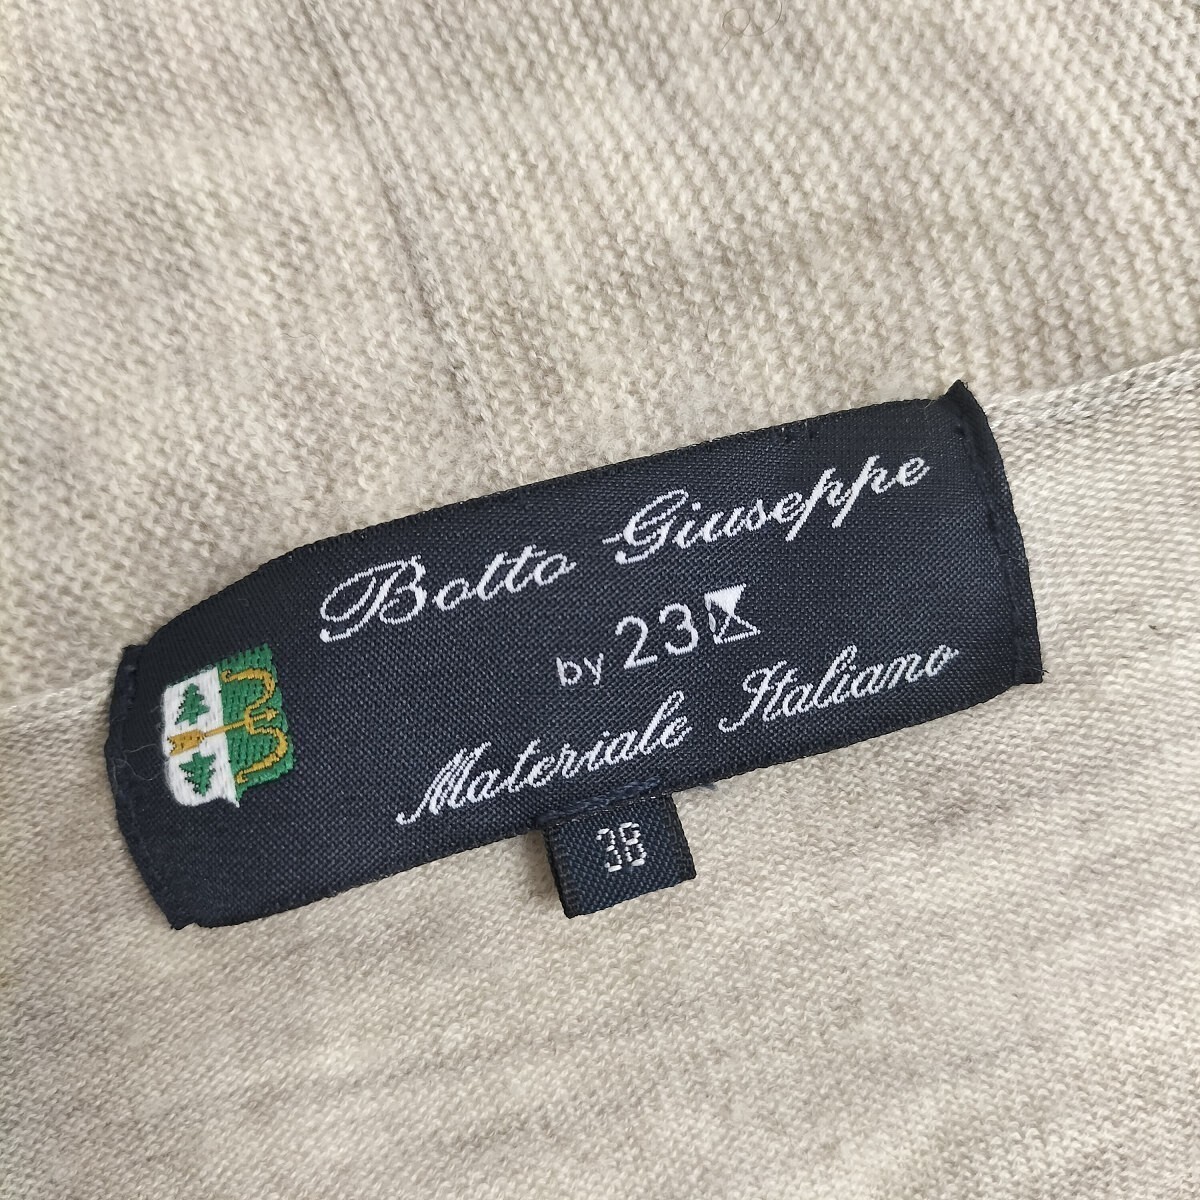 Botto Giuseppe
by 23区
Materiale Italiano
38